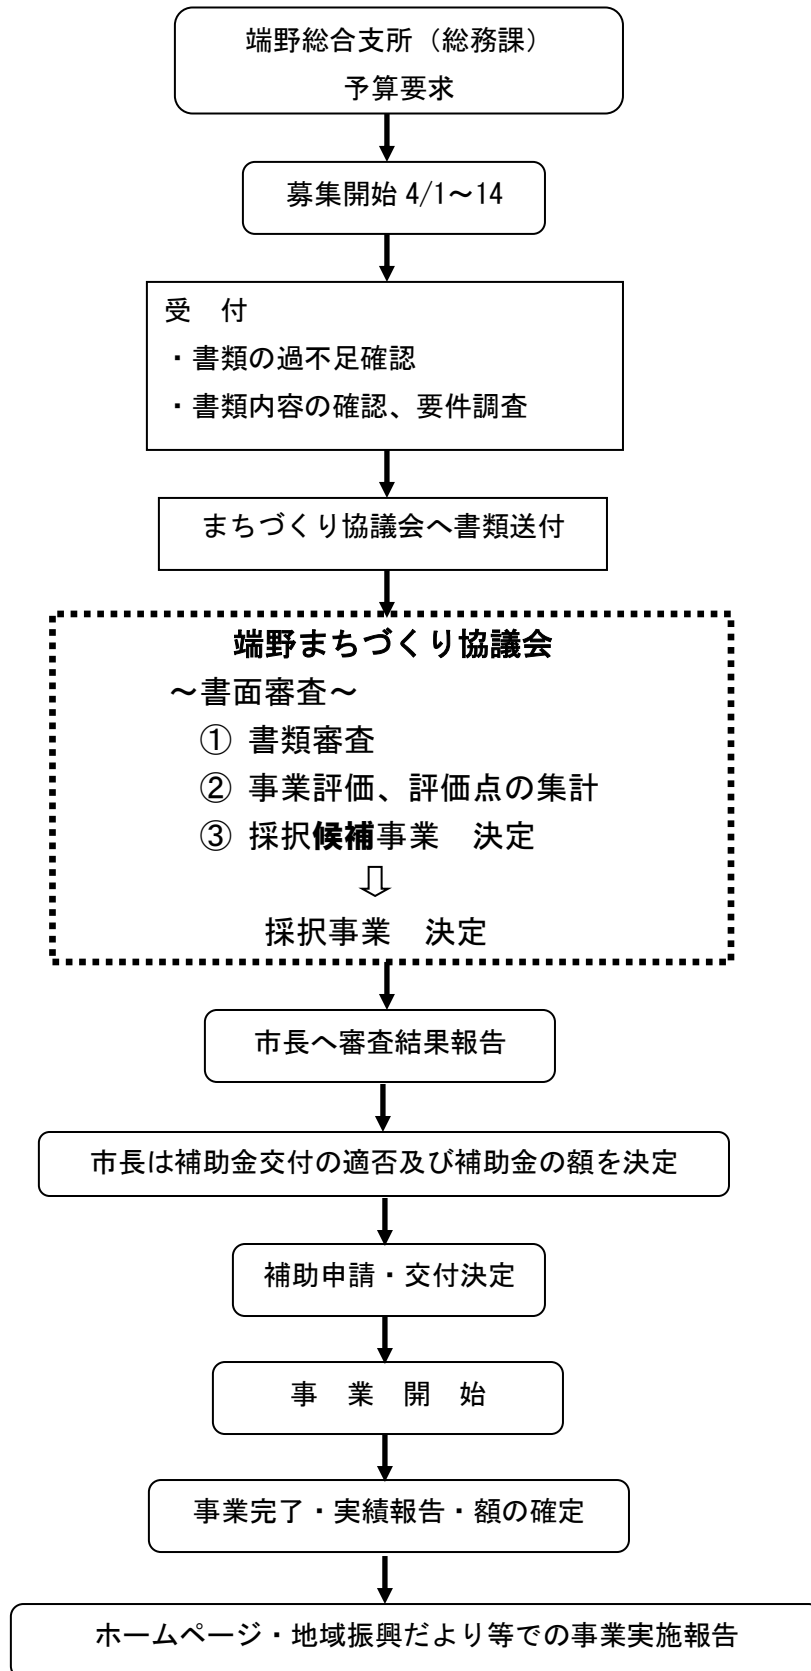 端野総合支所（総務課）
予算要求
募集開始 4/1～14
受　付
・書類の過不足確認
・書類内容の確認、要件調査
まちづくり協議会へ書類送付
端野まちづくり協議会
～書面審査～
① 書類審査
② 事業評価、評価点の集計
③ 採択候補事業　決定
⇩
採択事業　決定
市長へ審査結果報告
市長は補助金交付の適否及び補助金の額を決定
補助申請・交付決定
事　業　開　始
事業完了・実績報告・額の確定
ホームページ・地域振興だより等での事業実施報告